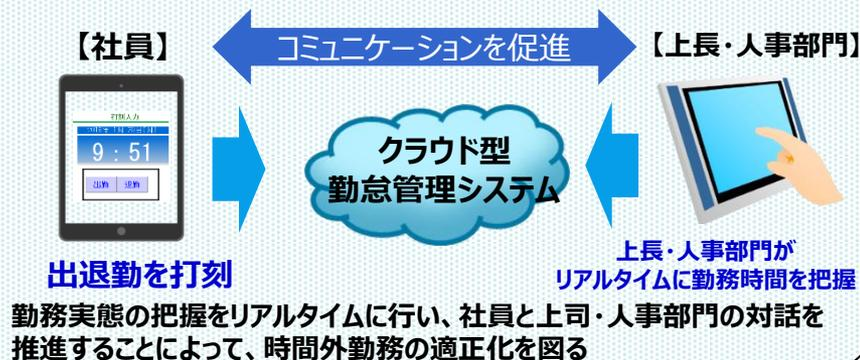 コミュニケーションを促進
【社員】
【上長・人事部門】
打刻入力
9:51
出勤 退勤
クラウド型
勤怠管理システム
出退勤を打刻
上長・人事部門が
リアルタイムに勤務時間を把握
勤務実態の把握をリアルタイムに行い、社員と上司・人事部門の対話を
推進することによって、時間外勤務の適正化を図る